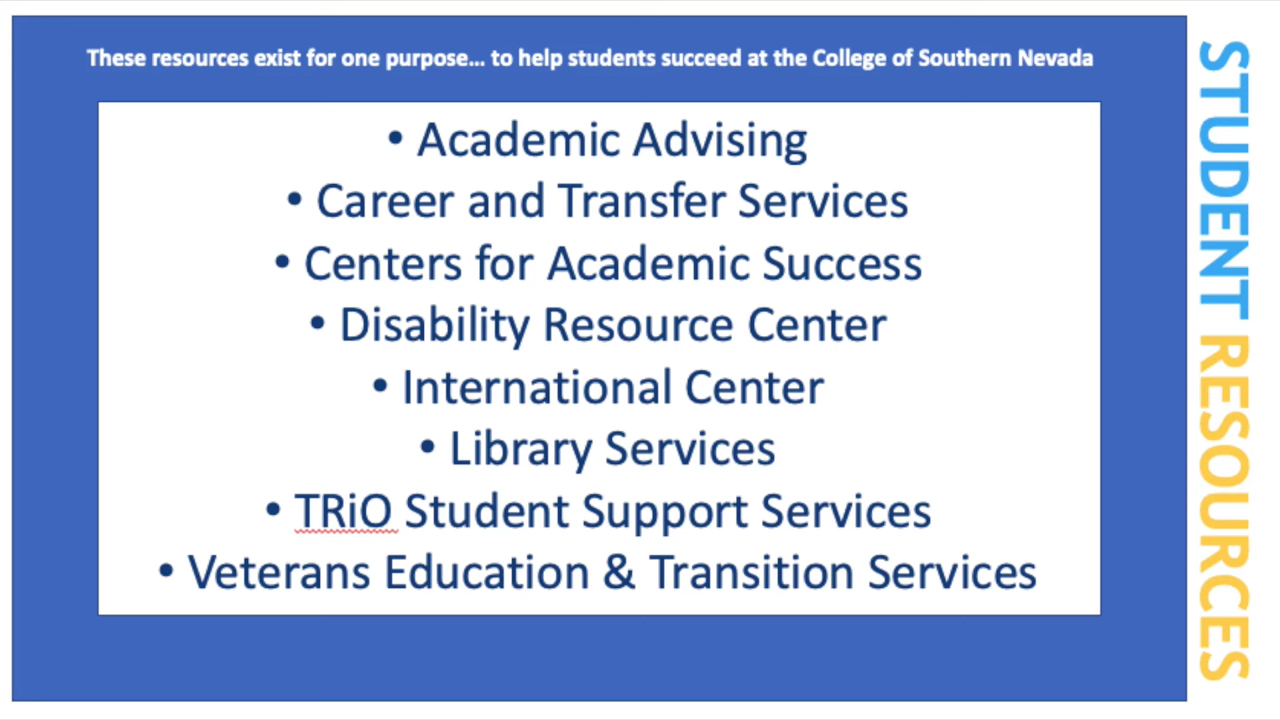 These resources exist for one purpose... to help students succeed at the College of Southern Nevada
• Academic Advising
• Career and Transfer Services
• Centers for Academic Success
• Disability Resource Center
• International Center
• Library Services
• TRiO Student Support Services
• Veterans Education & Transition Services
STUDENT RESOURCES